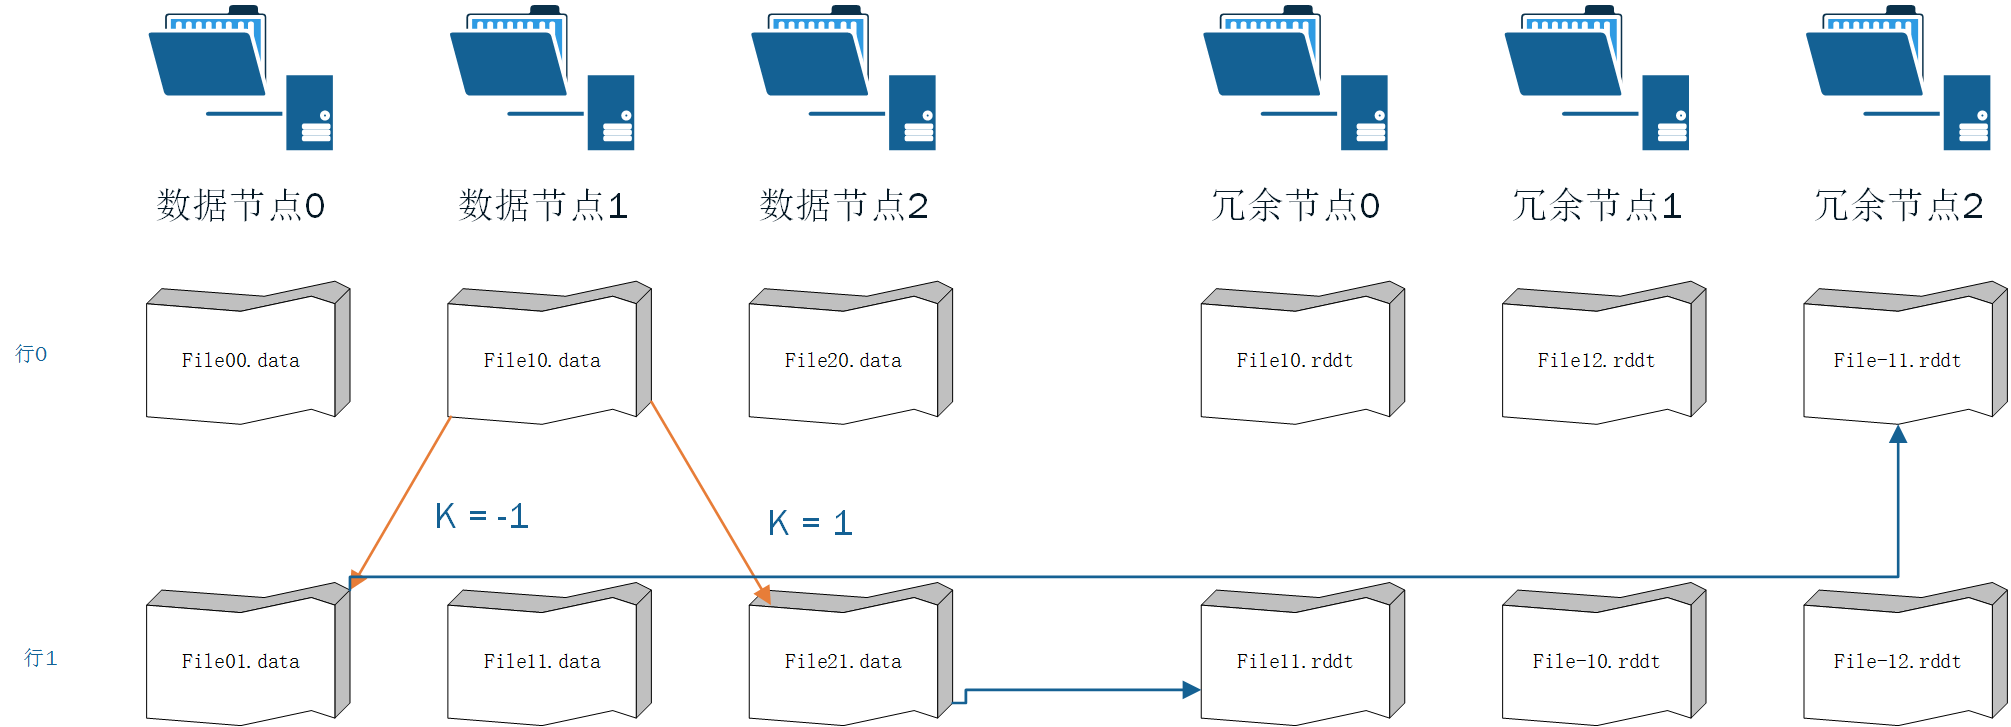 数据节点0 数据节点1 数据节点2 冗余节点0 冗余节点1 冗余节点2
行0 File00.data File10.data File20.data File10.rddt File12.rddt File-11.rddt
K = -1 K = 1
行1 File01.data File11.data File21.data File11.rddt File-10.rddt File-12.rddt